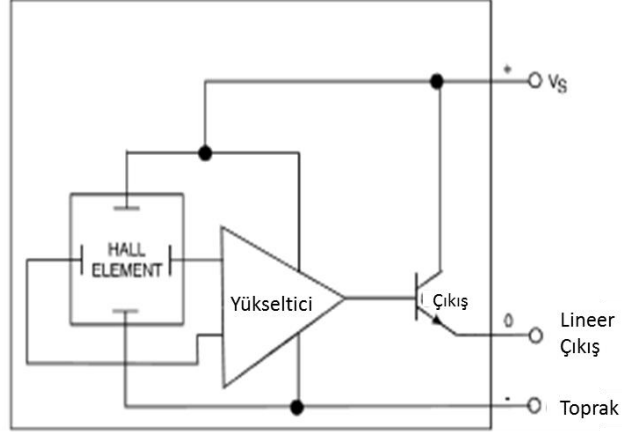 +
VS
HALL
ELEMENT
Yükseltici
Çıkış
0
Lineer
Çıkış
-
Toprak